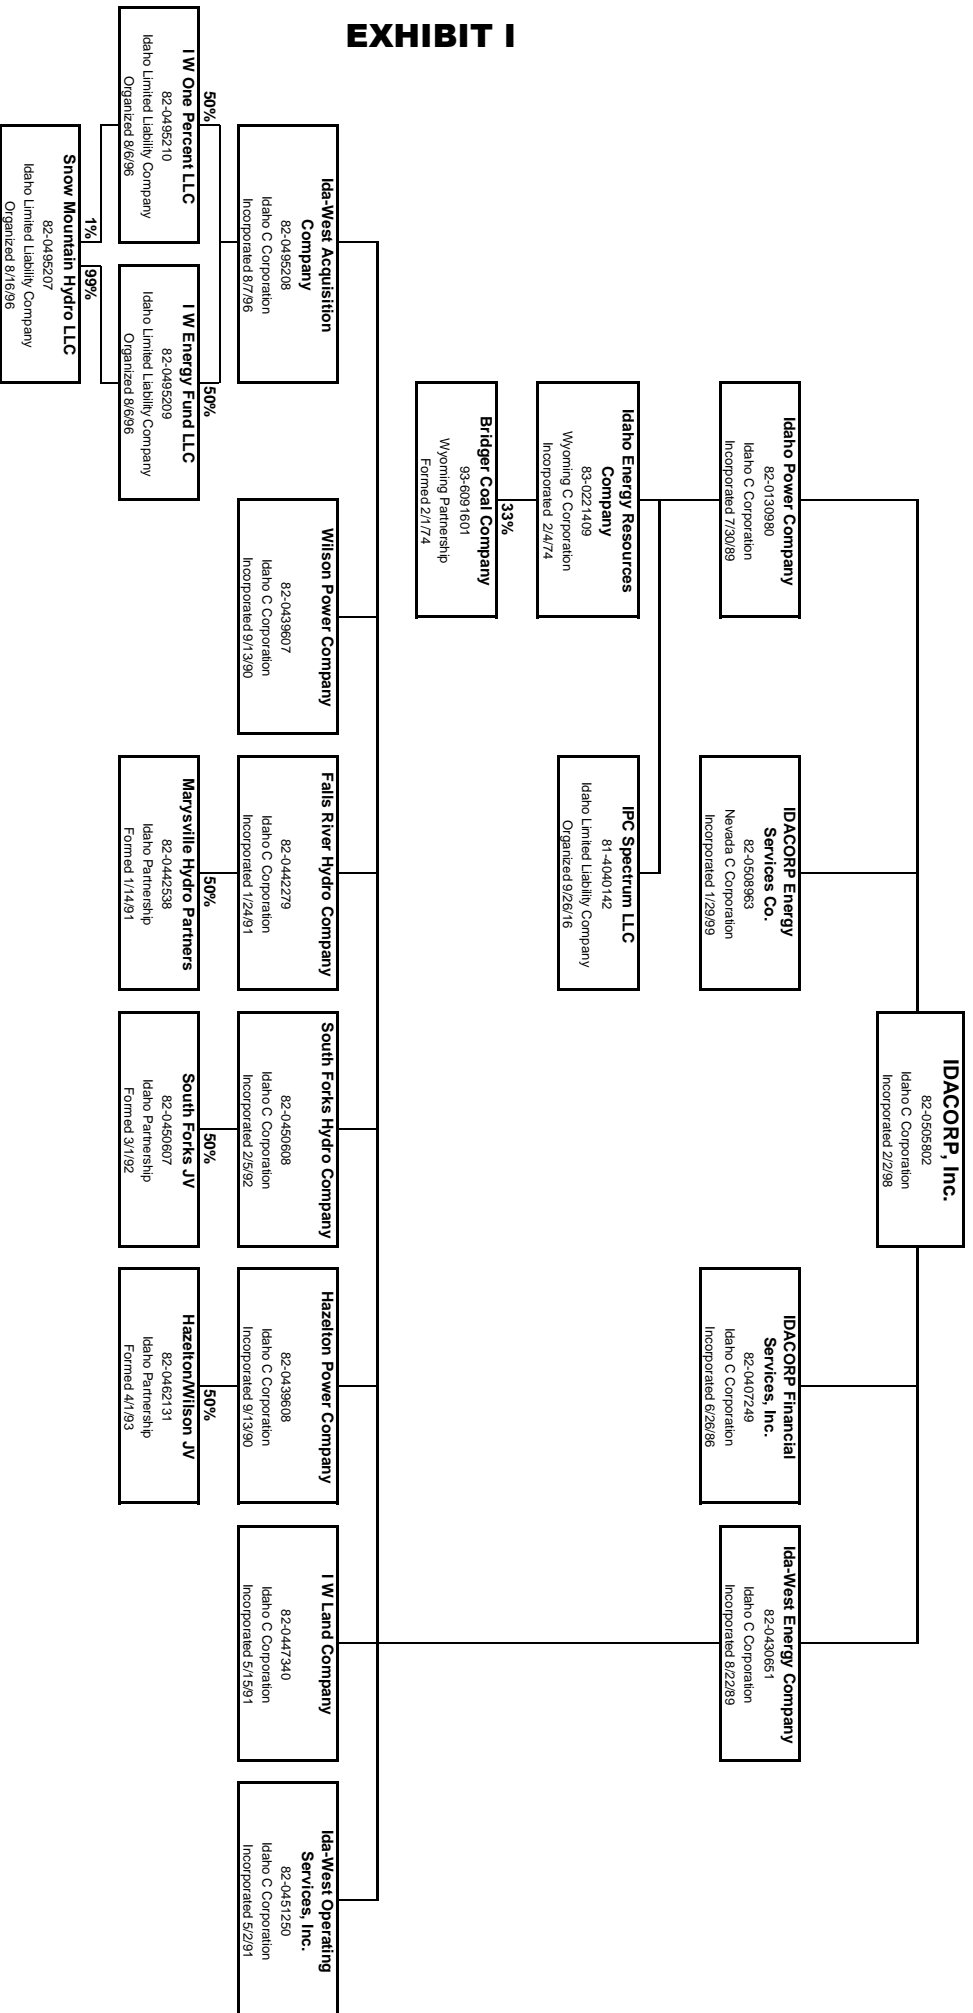 EXHIBIT I
IDACORP, Inc.
82-0505802
Idaho C Corporation
Incorporated 2/2/98
Idaho Power Company
82-0130980
Idaho C Corporation
Incorporated 7/30/89
IDACORP Energy
Services Co.
82-0508963
Nevada C Corporation
Incorporated 1/29/99
IDACORP Financial
Services, Inc.
82-0407249
Idaho C Corporation
Incorporated 6/26/86
Ida-West Energy Company
82-0430651
Idaho C Corporation
Incorporated 8/22/89
Idaho Energy Resources
Company
83-0221409
Wyoming C Corporation
Incorporated 2/4/74
IPC Spectrum LLC
81-4040142
Idaho Limited Liability Company
Organized 9/26/16
33%
Bridger Coal Company
93-6091601
Wyoming Partnership
Formed 2/1/74
Ida-West Acquisition
Company
82-0495208
Idaho C Corporation
Incorporated 8/7/96
Wilson Power Company
82-0439607
Idaho C Corporation
Incorporated 9/13/90
Falls River Hydro Company
82-0442279
Idaho C Corporation
Incorporated 1/24/91
South Forks Hydro Company
82-0450608
Idaho C Corporation
Incorporated 2/5/92
Hazelton Power Company
82-0439608
Idaho C Corporation
Incorporated 9/13/90
I W Land Company
82-0447340
Idaho C Corporation
Incorporated 5/15/91
Ida-West Operating
Services, Inc.
82-0451250
Idaho C Corporation
Incorporated 5/2/91
50%
50%
50%
50%
50%
I W One Percent LLC
82-0495210
Idaho Limited Liability Company
Organized 8/6/96
I W Energy Fund LLC
82-0495209
Idaho Limited Liability Company
Organized 8/6/96
Marysville Hydro Partners
82-0442538
Idaho Partnership
Formed 1/14/91
South Forks JV
82-0450607
Idaho Partnership
Formed 3/1/92
Hazelton/Wilson JV
82-0462131
Idaho Partnership
Formed 4/1/93
1%
99%
Snow Mountain Hydro LLC
82-0495207
Idaho Limited Liability Company
Organized 8/16/96